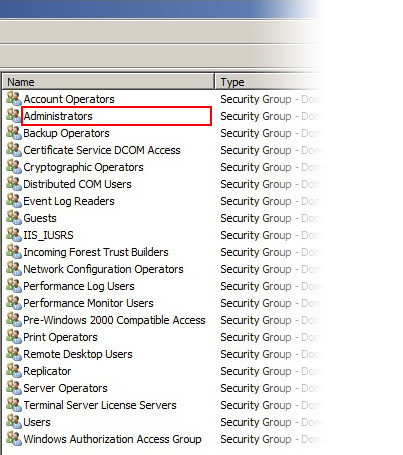 Name Type
Account Operators Security Group - Dom
Administrators Security Group - Dom
Backup Operators Security Group - Dom
Certificate Service DCOM Access Security Group - Dom
Cryptographic Operators Security Group - Dom
Distributed COM Users Security Group - Dom
Event Log Readers Security Group - Dom
Guests Security Group - Dom
IIS_IUSRS Security Group - Dom
Incoming Forest Trust Builders Security Group - Dom
Network Configuration Operators Security Group - Dom
Performance Log Users Security Group - Dom
Performance Monitor Users Security Group - Dom
Pre-Windows 2000 Compatible Access Security Group - Dom
Print Operators Security Group - Dom
Remote Desktop Users Security Group - Dom
Replicator Security Group - Dom
Server Operators Security Group - Dom
Terminal Server License Servers Security Group - Dom
Users Security Group - Dom
Windows Authorization Access Group Security Group - Dom